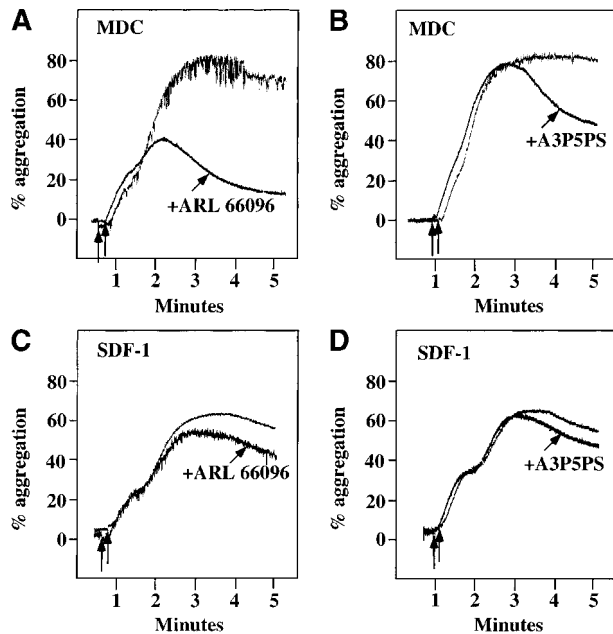 A
MDC
% aggregation
80
60
40
20
0
+ARL 66096
1 2 3 4 5
Minutes
B
MDC
% aggregation
80
60
40
20
0
+A3P5PS
1 2 3 4 5
Minutes
C
SDF-1
% aggregation
80
60
40
20
0
+ARL 66096
1 2 3 4 5
Minutes
D
SDF-1
% aggregation
80
60
40
20
0
+A3P5PS
1 2 3 4 5
Minutes